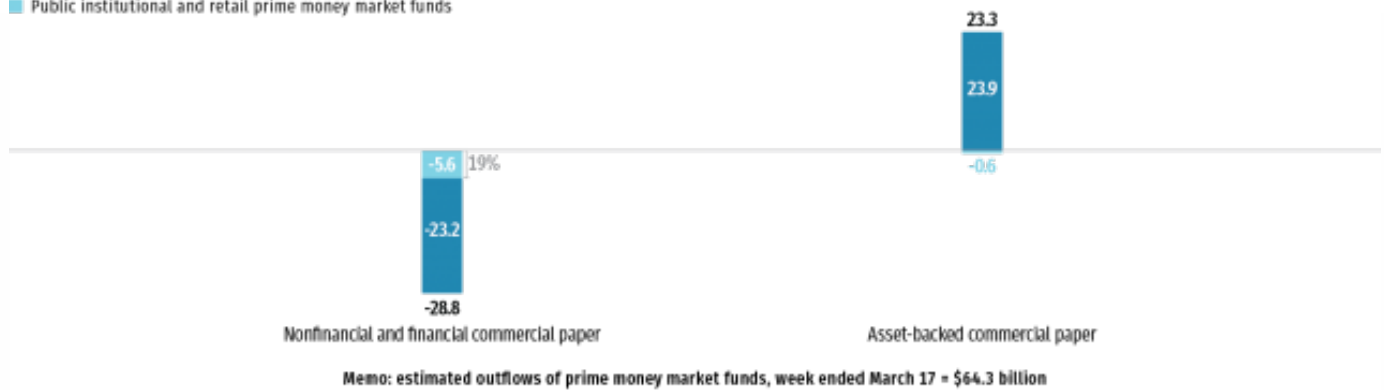 Public institutional and retail prime money market funds
23.3
23.9
-0.6
-5.6 19%
-23.2
-28.8
Nonfinancial and financial commercial paper
Asset-backed commercial paper
Memo: estimated outflows of prime money market funds, week ended March 17 = $64.3 billion